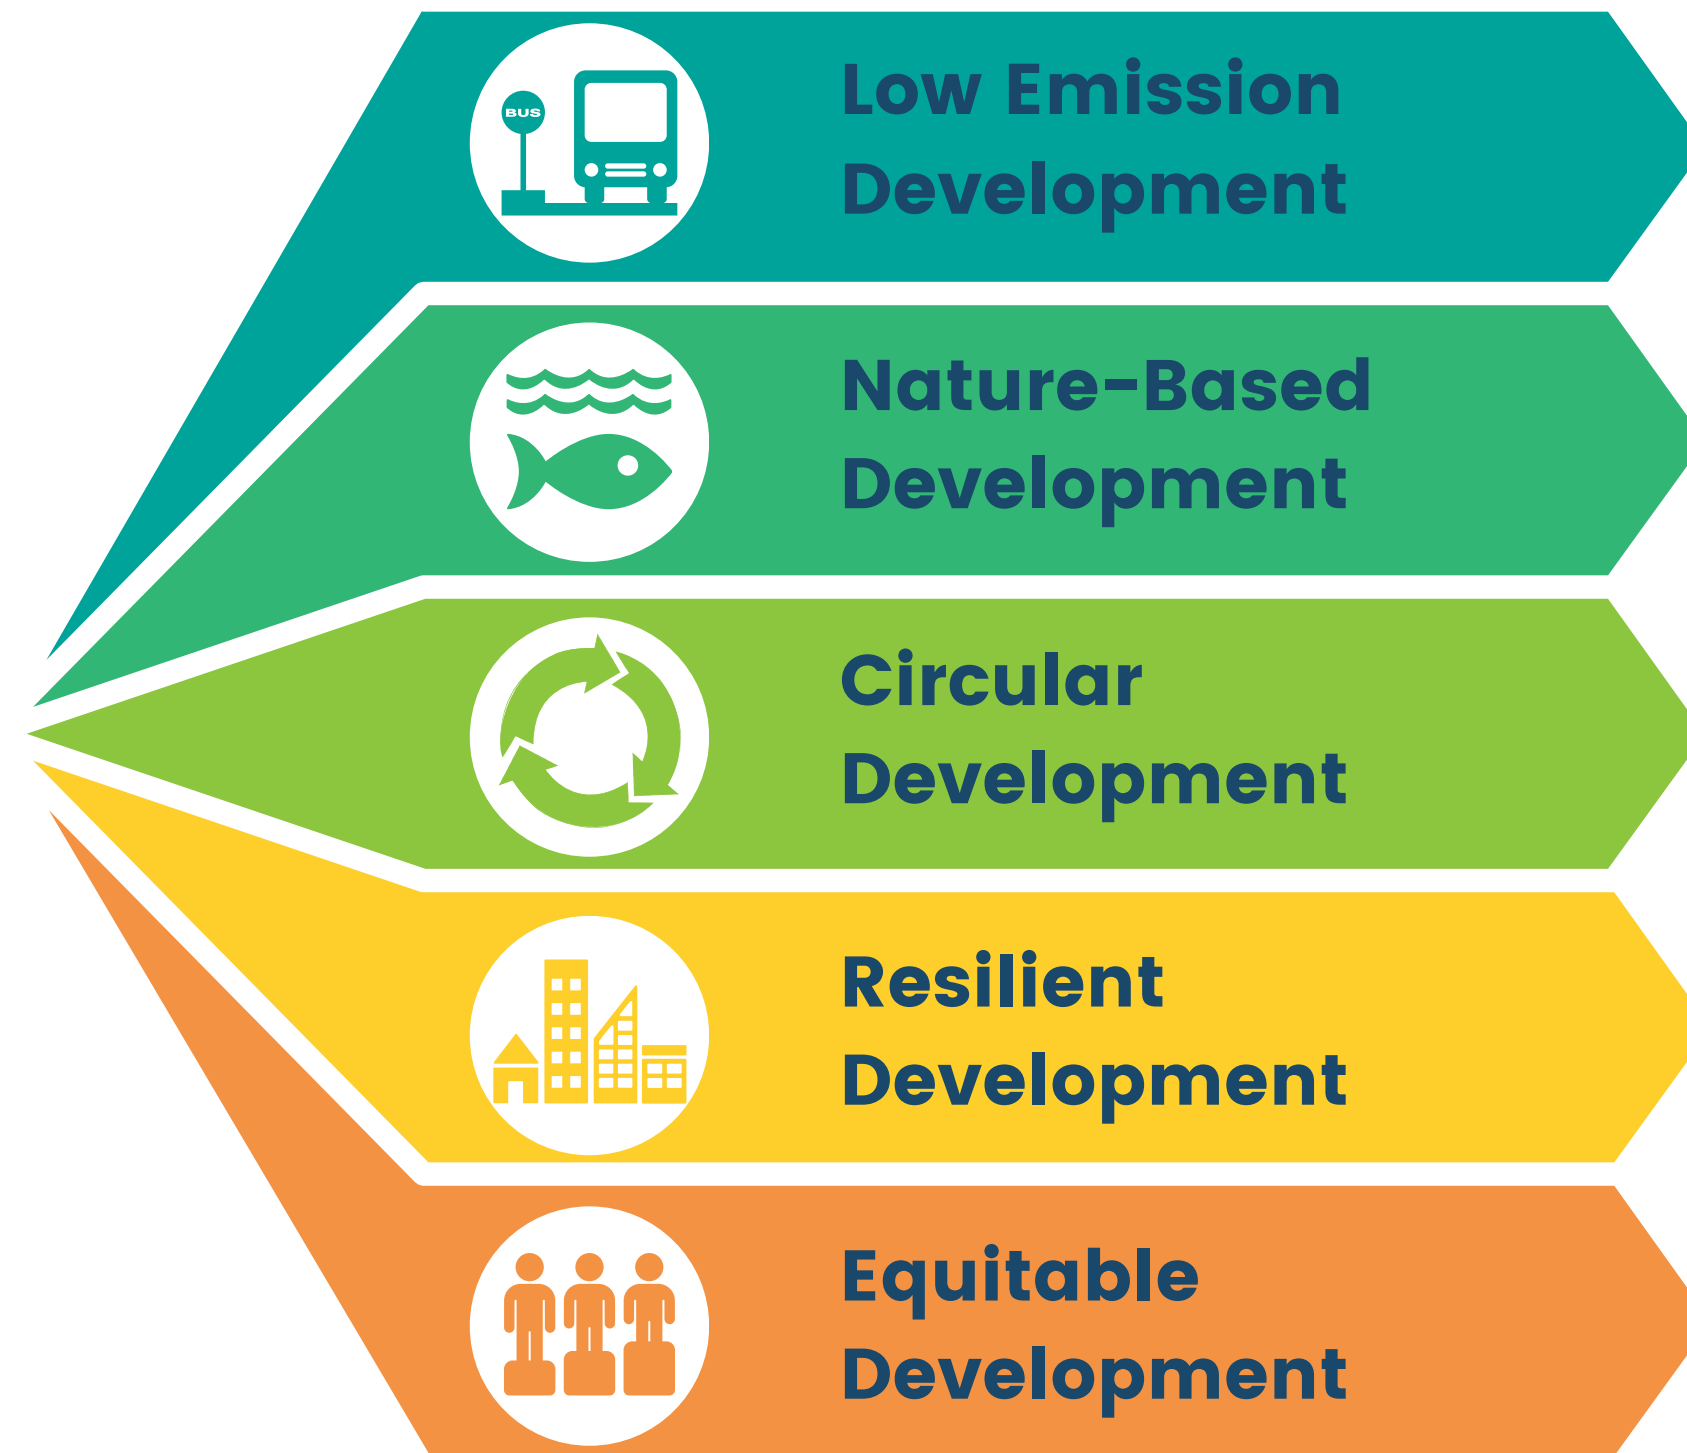 BUS
Low Emission
Development
Nature-Based
Development
Circular
Development
Resilient
Development
Equitable
Development